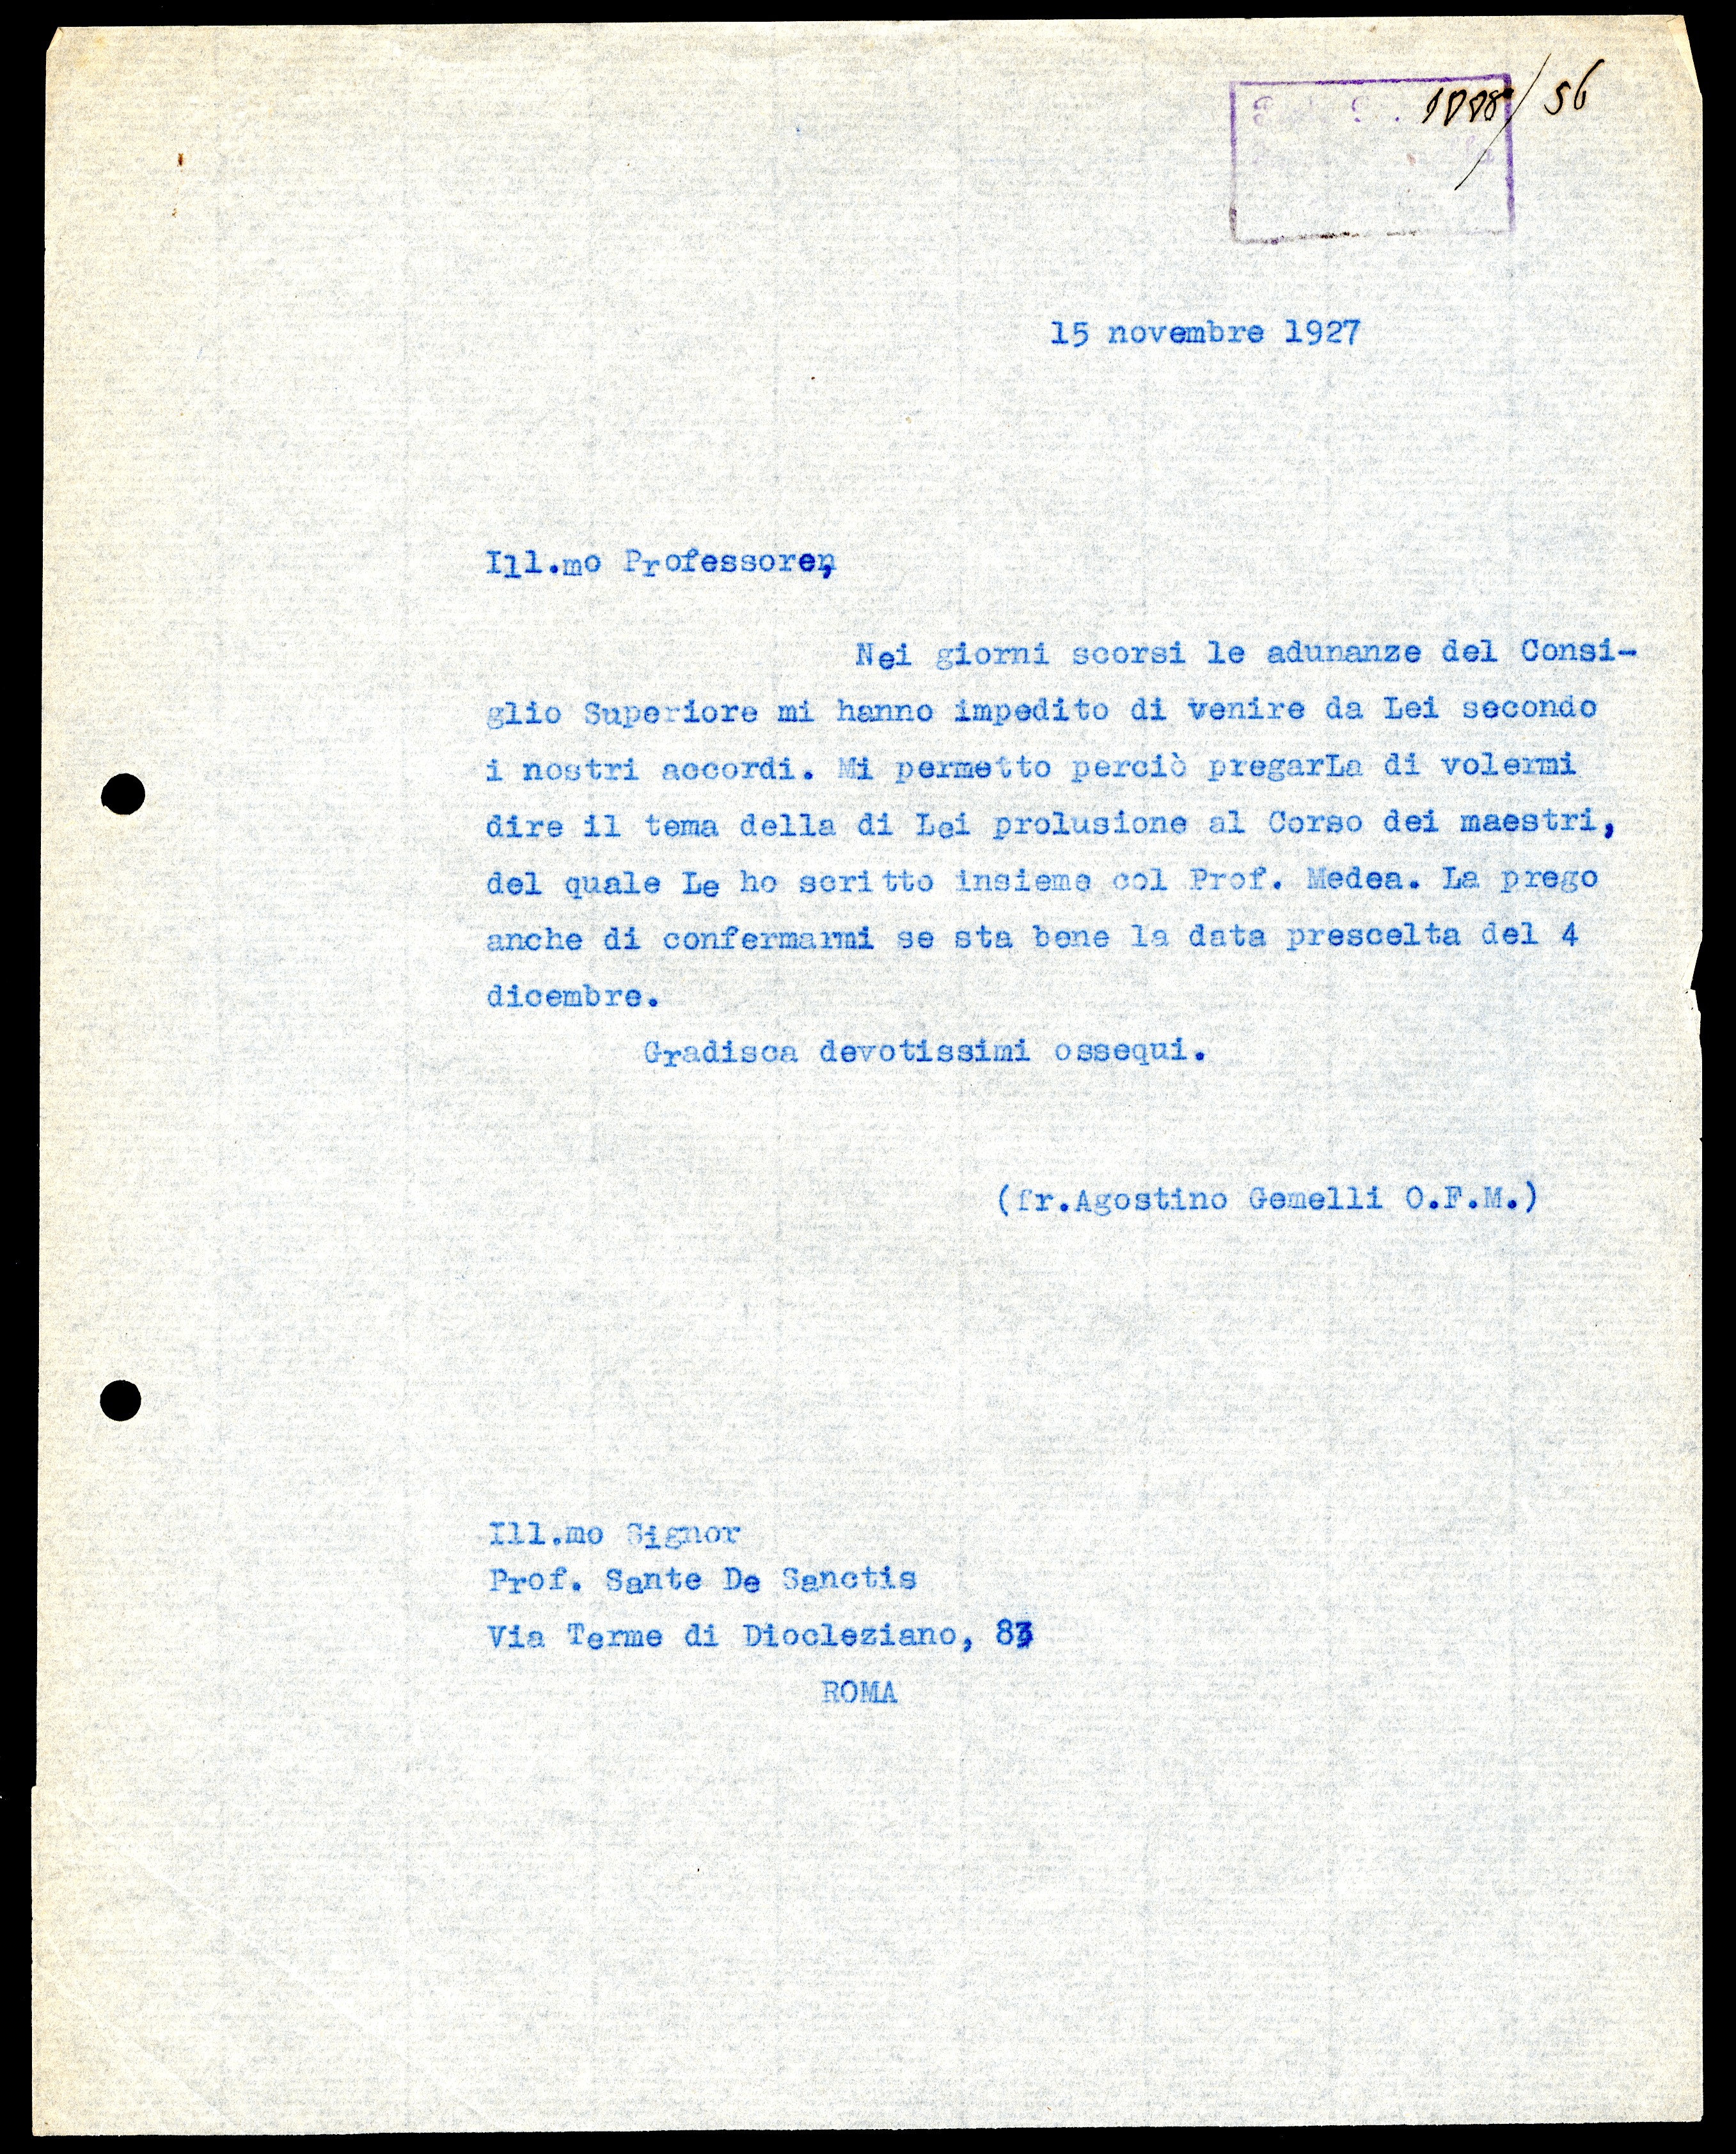 56
15 novembre 1927
Ill.mo Professore,
Nei giorni scorsi le adunanze del Consi-
glio Superiore mi hanno impedito di venire da Lei secondo
i nostri accordi. Mi permetto perciò pregarLa di volermi
dire il tema della di Lei prolusione al Corso dei maestri,
del quale Le ho scritto insieme col Prof. Medea. La prego
anche di confermarmi se sta bene la data prescelta del 4
dicembre.
Gradisca devotissimi ossequi.
(fr.Agostino Gemelli O.F.M.)
Ill.mo Signor
Prof. Sante De Sanctis
Via Terme di Diocleziano, 83
ROMA